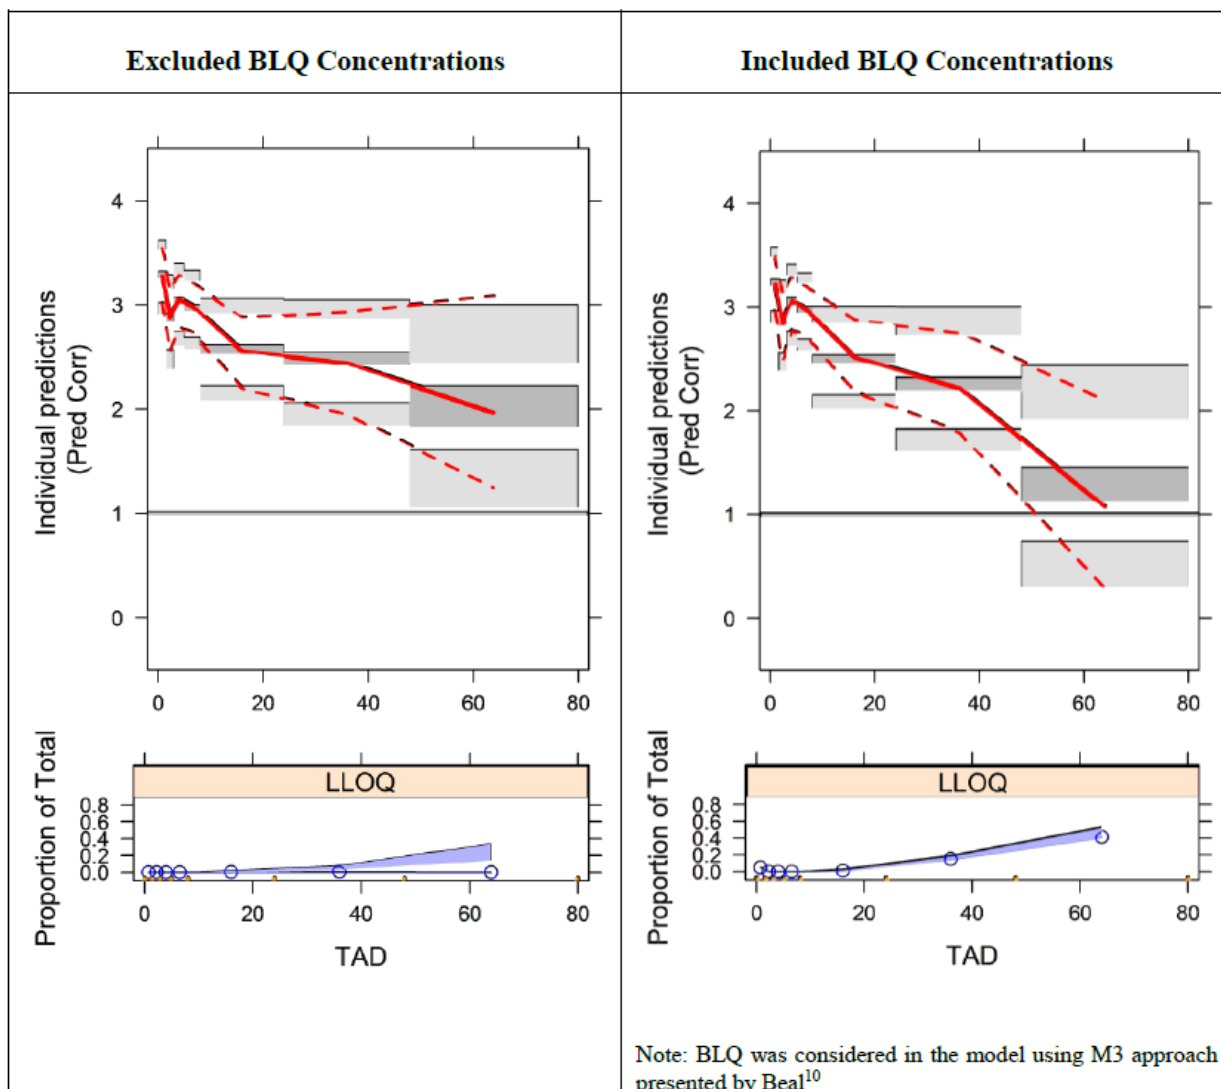 Excluded BLQ Concentrations
Included BLQ Concentrations
Individual predictions
(Pred Corr)
4
3
2
1
0
0 20 40 60 80
Proportion of Total
LLOQ
0.8
0.6
0.4
0.2
0.0
0 20 40 60 80
TAD
Individual predictions
(Pred Corr)
4
3
2
1
0
0 20 40 60 80
Proportion of Total
LLOQ
0.8
0.6
0.4
0.2
0.0
0 20 40 60 80
TAD
Note: BLQ was considered in the model using M3 approach
presented by Beal¹⁰